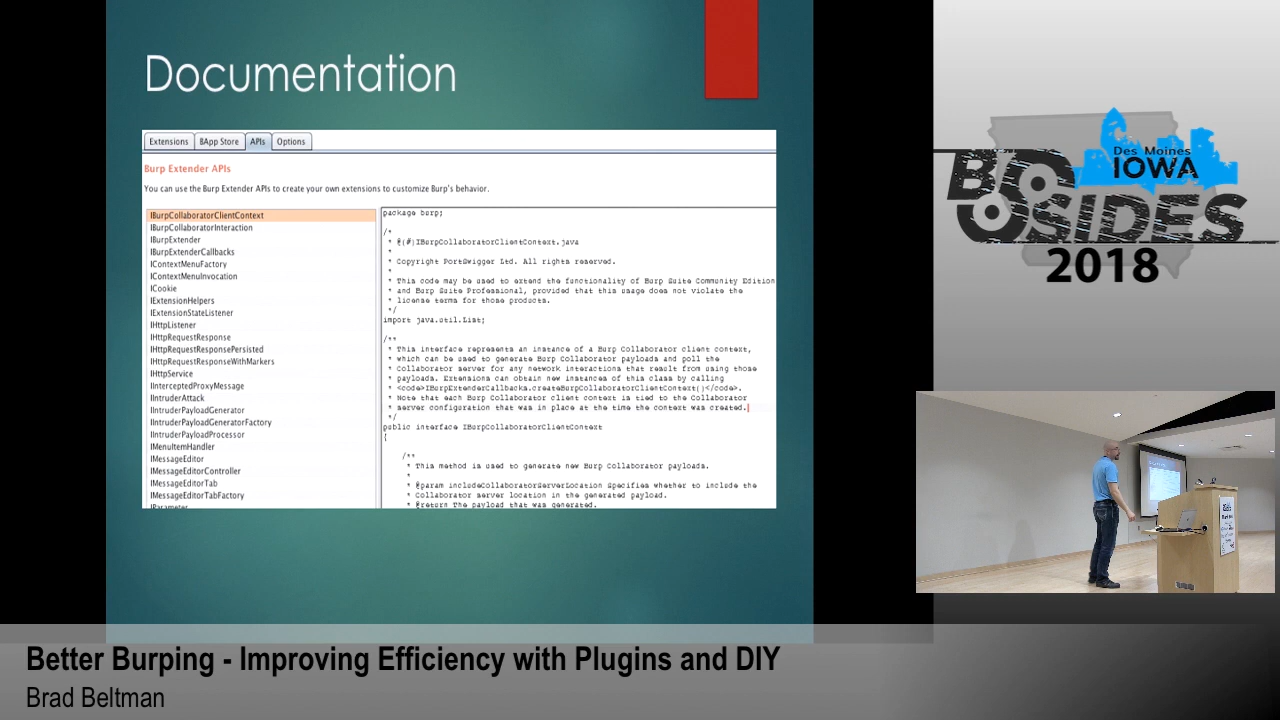 Documentation
Extensions
BApp Store
APIs
Options
Burp Extender APIs
You can use the Burp Extender APIs to create your own extensions to customize Burp's behavior.
IBurpCollaboratorClientContext
IBurpCollaboratorInteraction
IBurpExtender
IBurpExtenderCallbacks
IContextMenuFactory
IContextMenuInvocation
ICookie
IExtensionHelpers
IExtensionStateListener
IHttpListener
IHttpRequestResponse
IHttpRequestResponsePersisted
IHttpRequestResponseWithMarkers
IHttpService
IInterceptedProxyMessage
IIntruderAttack
IIntruderPayloadGenerator
IIntruderPayloadGeneratorFactory
IIntruderPayloadProcessor
IMenuItemHandler
IMessageEditor
IMessageEditorController
IMessageEditorTab
IMessageEditorTabFactory
IParameter
package burp;
/*
* @(#)IBurpCollaboratorClientContext.java
*
* Copyright PortSwigger Ltd. All rights reserved.
*
* This code may be used to extend the functionality of Burp Suite Community Edition
* and Burp Suite Professional, provided that this usage does not violate the
* license terms for those products.
*/
import java.util.List;
/**
* This interface represents an instance of a Burp Collaborator client context,
* which can be used to generate Burp Collaborator payloads and poll the
* Collaborator server for any network interactions that result from using those
* payloads. Extensions can obtain new instances of this class by calling
* <code>IBurpExtenderCallbacks.createBurpCollaboratorClientContext()</code>.
* Note that each Burp Collaborator client context is tied to the Collaborator
* server configuration that was in place at the time the context was created.
*/
public interface IBurpCollaboratorClientContext
{
/**
* This method is used to generate new Burp Collaborator payloads.
*
* @param includeCollaboratorServerLocation Specifies whether to include the
* Collaborator server location in the generated payload.
* @return The payload that was generated.
Des Moines
IOWA
BSIDES
2018
Better Burping - Improving Efficiency with Plugins and DIY
Brad Beltman